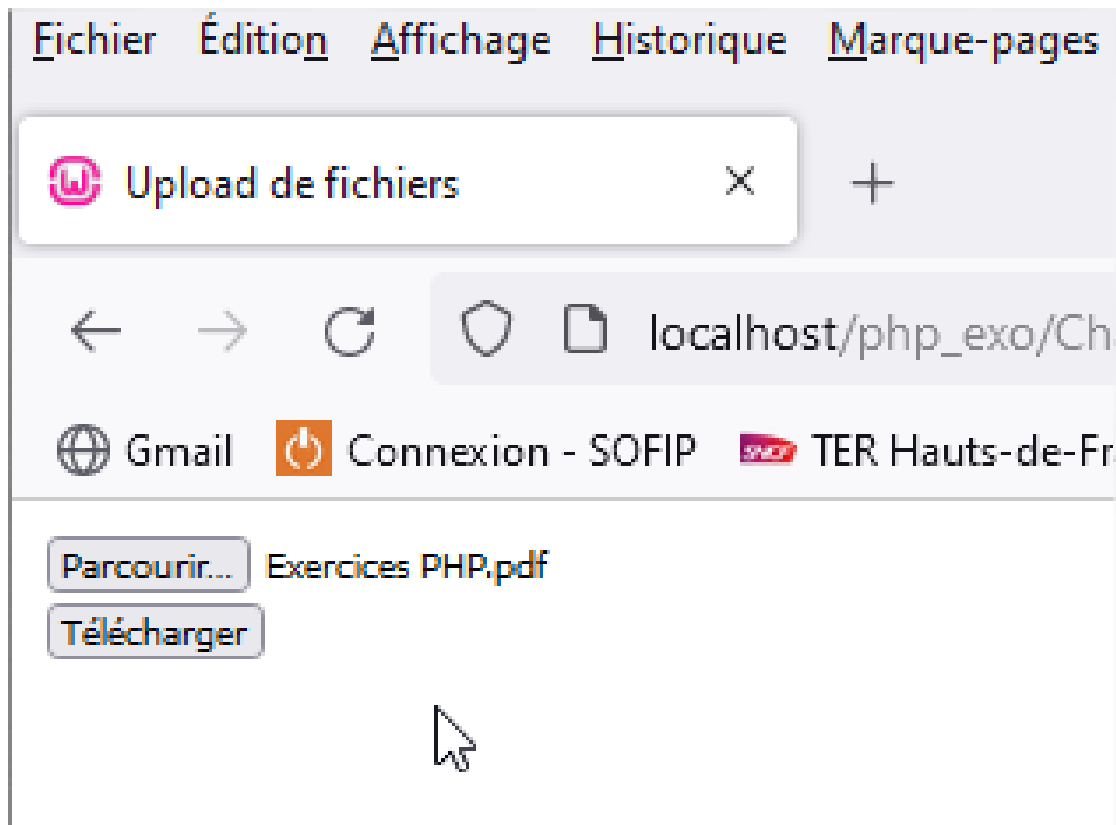 Fichier Édition Affichage Historique Marque-pages
Upload de fichiers
localhost/php_exo/Ch
Gmail Connexion - SOFIP SNCF TER Hauts-de-Fr
Parcourir... Exercices PHP.pdf
Télécharger